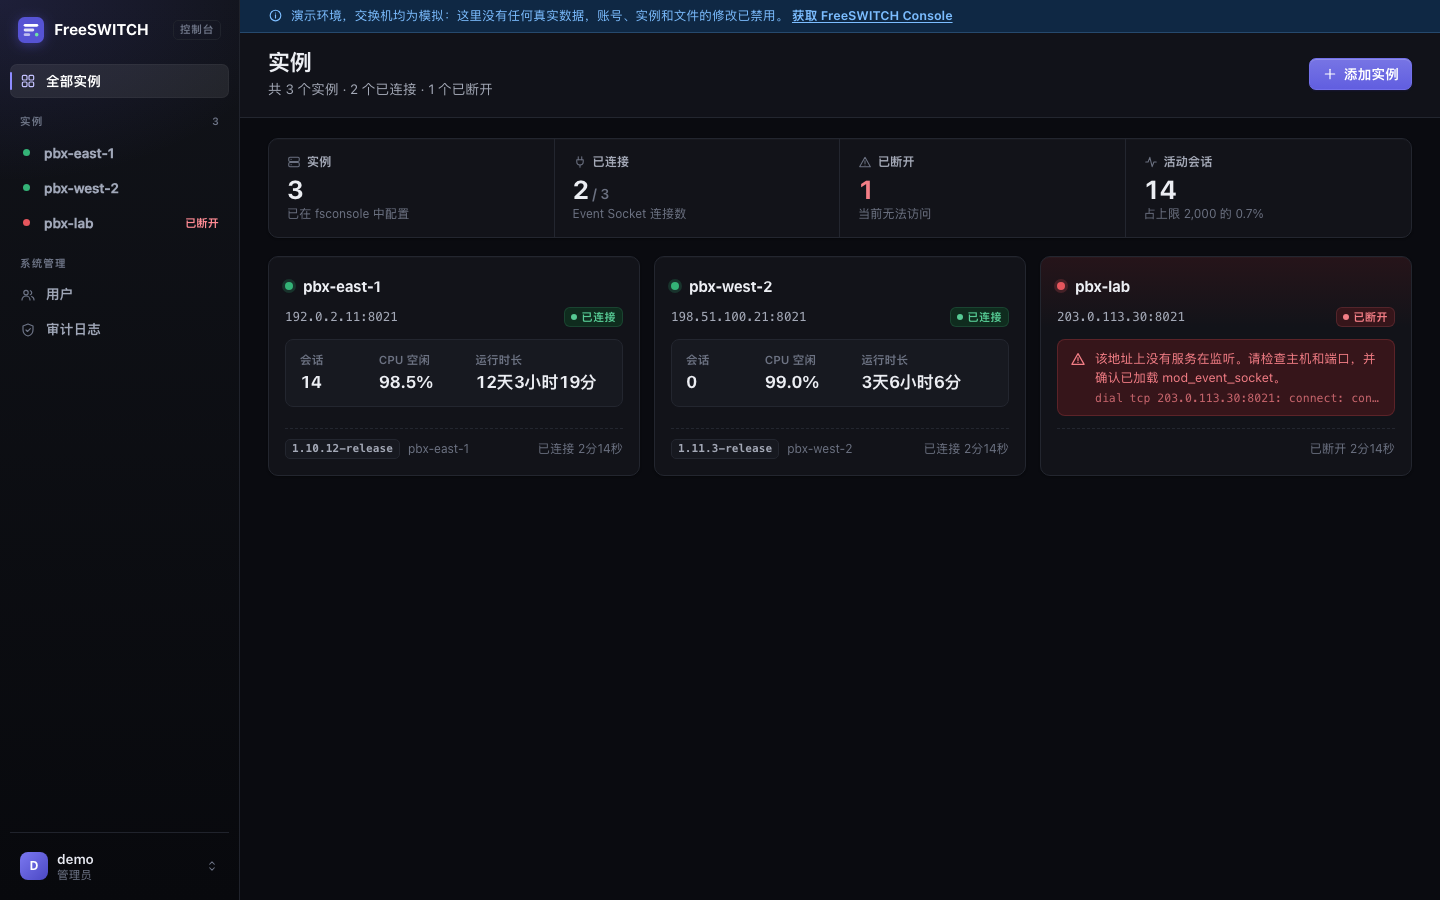 FreeSWITCH 控制台
全部实例
实例 3
pbx-east-1
pbx-west-2
pbx-lab 已断开
系统管理
用户
审计日志
D
demo
管理员
演示环境，交换机均为模拟：这里没有任何真实数据，账号、实例和文件的修改已禁用。 获取 FreeSWITCH Console
实例
共 3 个实例 · 2 个已连接 · 1 个已断开
添加实例
实例
3
已在 fsconsole 中配置
已连接
2 / 3
Event Socket 连接数
已断开
1
当前无法访问
活动会话
14
占上限 2,000 的 0.7%
pbx-east-1
192.0.2.11:8021 已连接
会话 CPU 空闲 运行时长
14 98.5% 12天3小时19分
1.10.12-release pbx-east-1 已连接 2分14秒
pbx-west-2
198.51.100.21:8021 已连接
会话 CPU 空闲 运行时长
0 99.0% 3天6小时6分
1.11.3-release pbx-west-2 已连接 2分14秒
pbx-lab
203.0.113.30:8021 已断开
该地址上没有服务在监听。请检查主机和端口，并
确认已加载 mod_event_socket。
dial tcp 203.0.113.30:8021: connect: con…
已断开 2分14秒